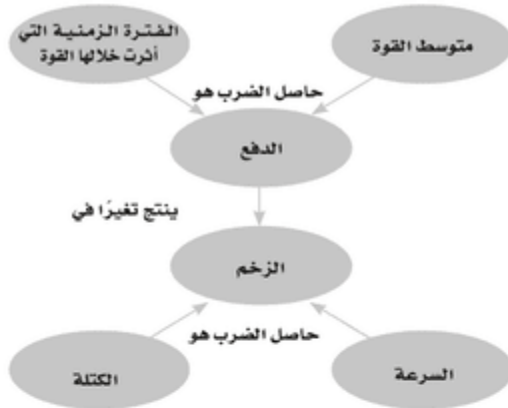 الفترة الزمنية التي
أثرت خلالها القوة
متوسط القوة
حاصل الضرب هو
الدفع
ينتج تغيرًا في
الزخم
حاصل الضرب هو
السرعة
الكتلة